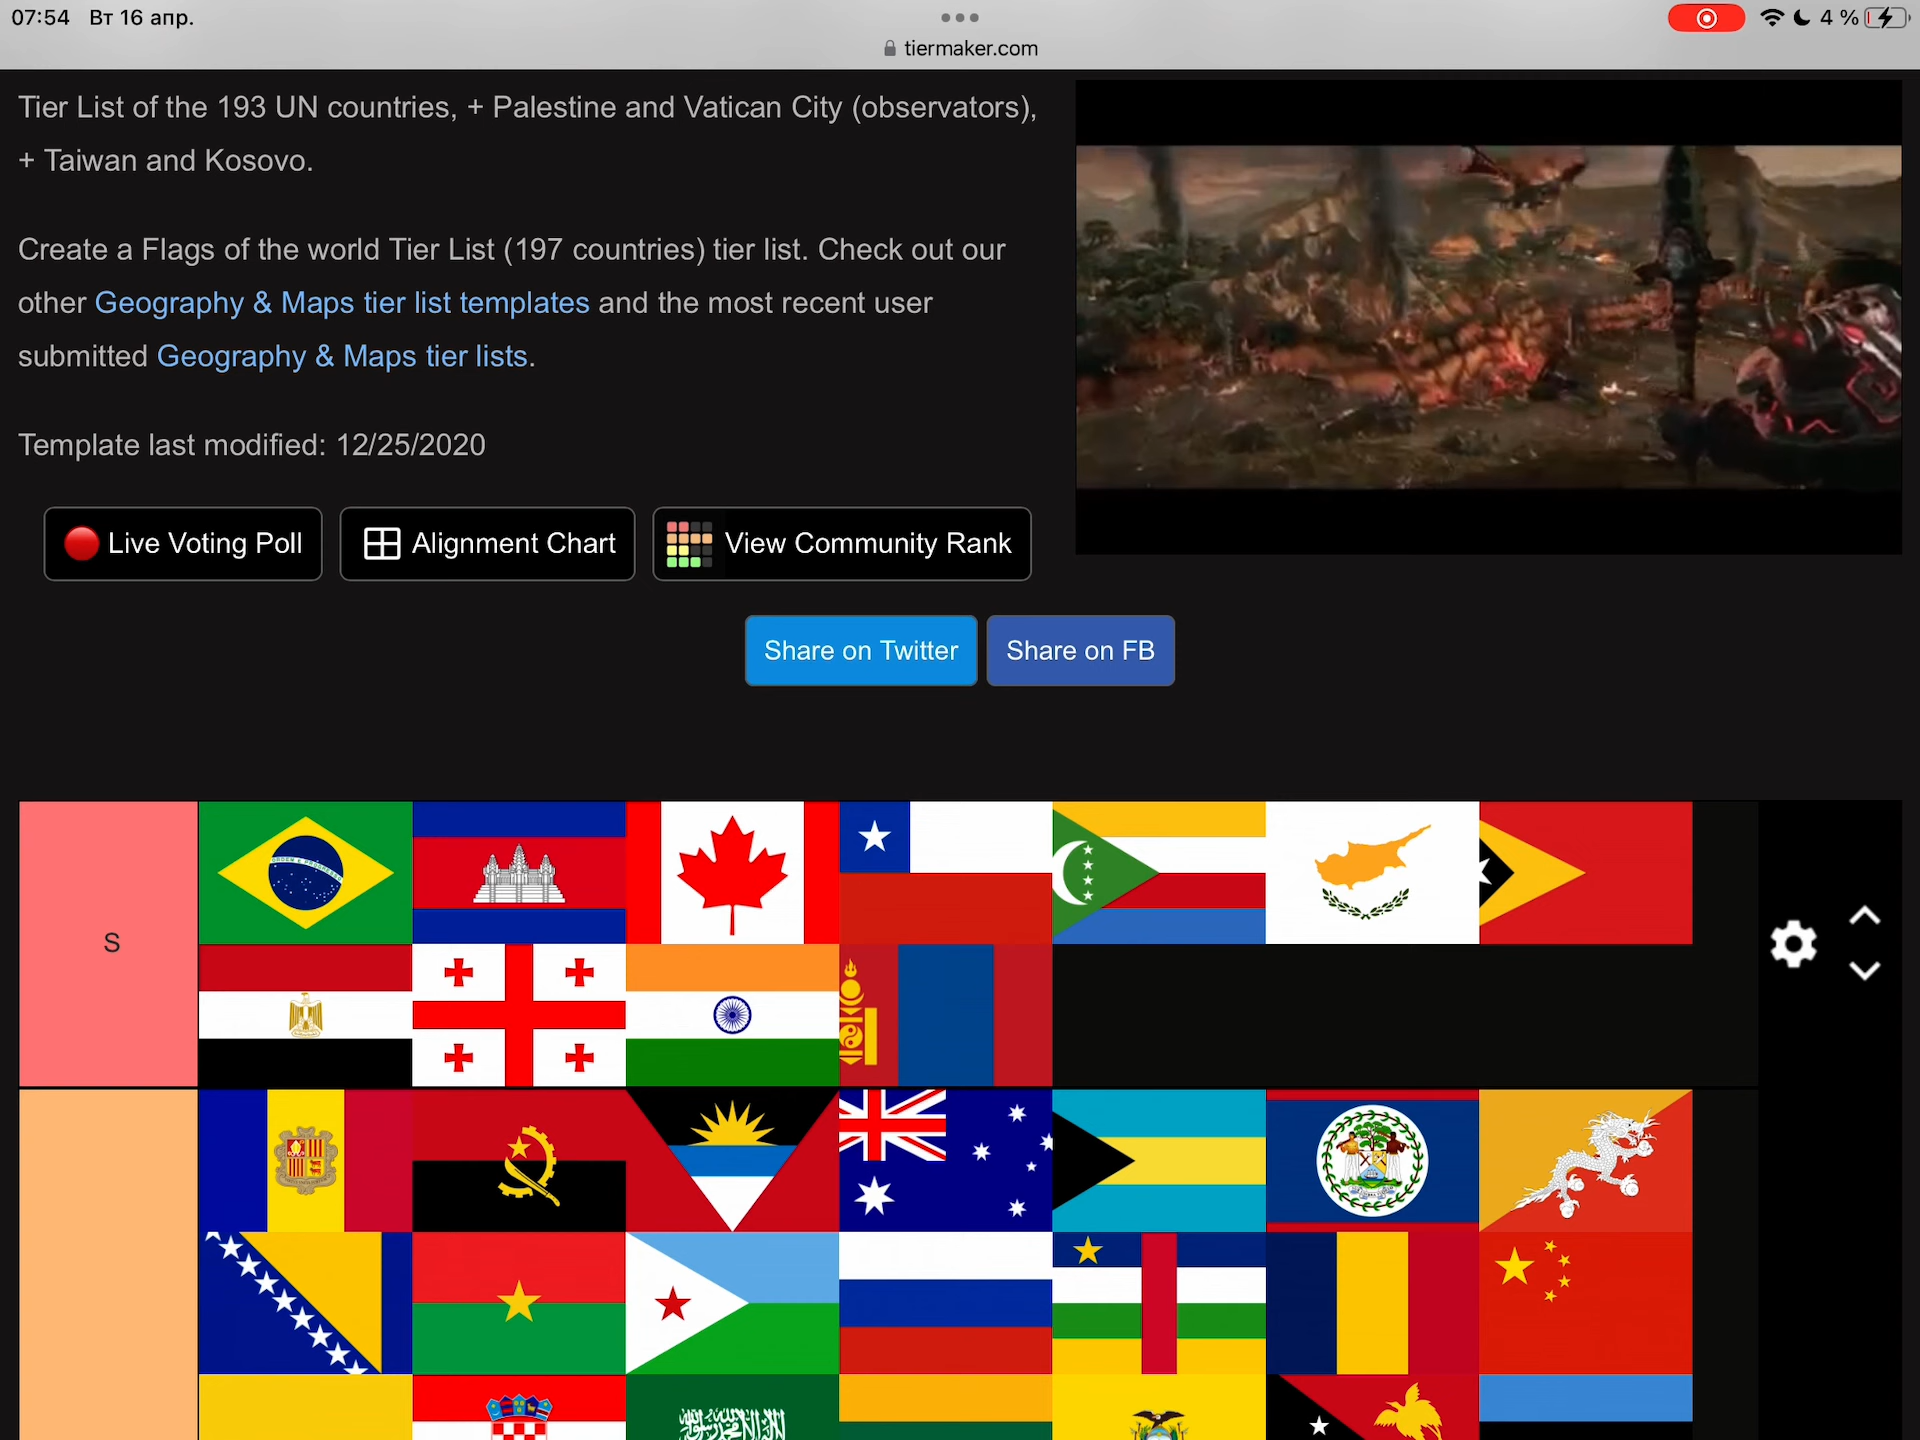 07:54 Вт 16 апр.
4 %
tiermaker.com
Tier List of the 193 UN countries, + Palestine and Vatican City (observators),
+ Taiwan and Kosovo.
Create a Flags of the world Tier List (197 countries) tier list. Check out our
other Geography & Maps tier list templates and the most recent user
submitted Geography & Maps tier lists.
Template last modified: 12/25/2020
Live Voting Poll
Alignment Chart
View Community Rank
Share on Twitter
Share on FB
S